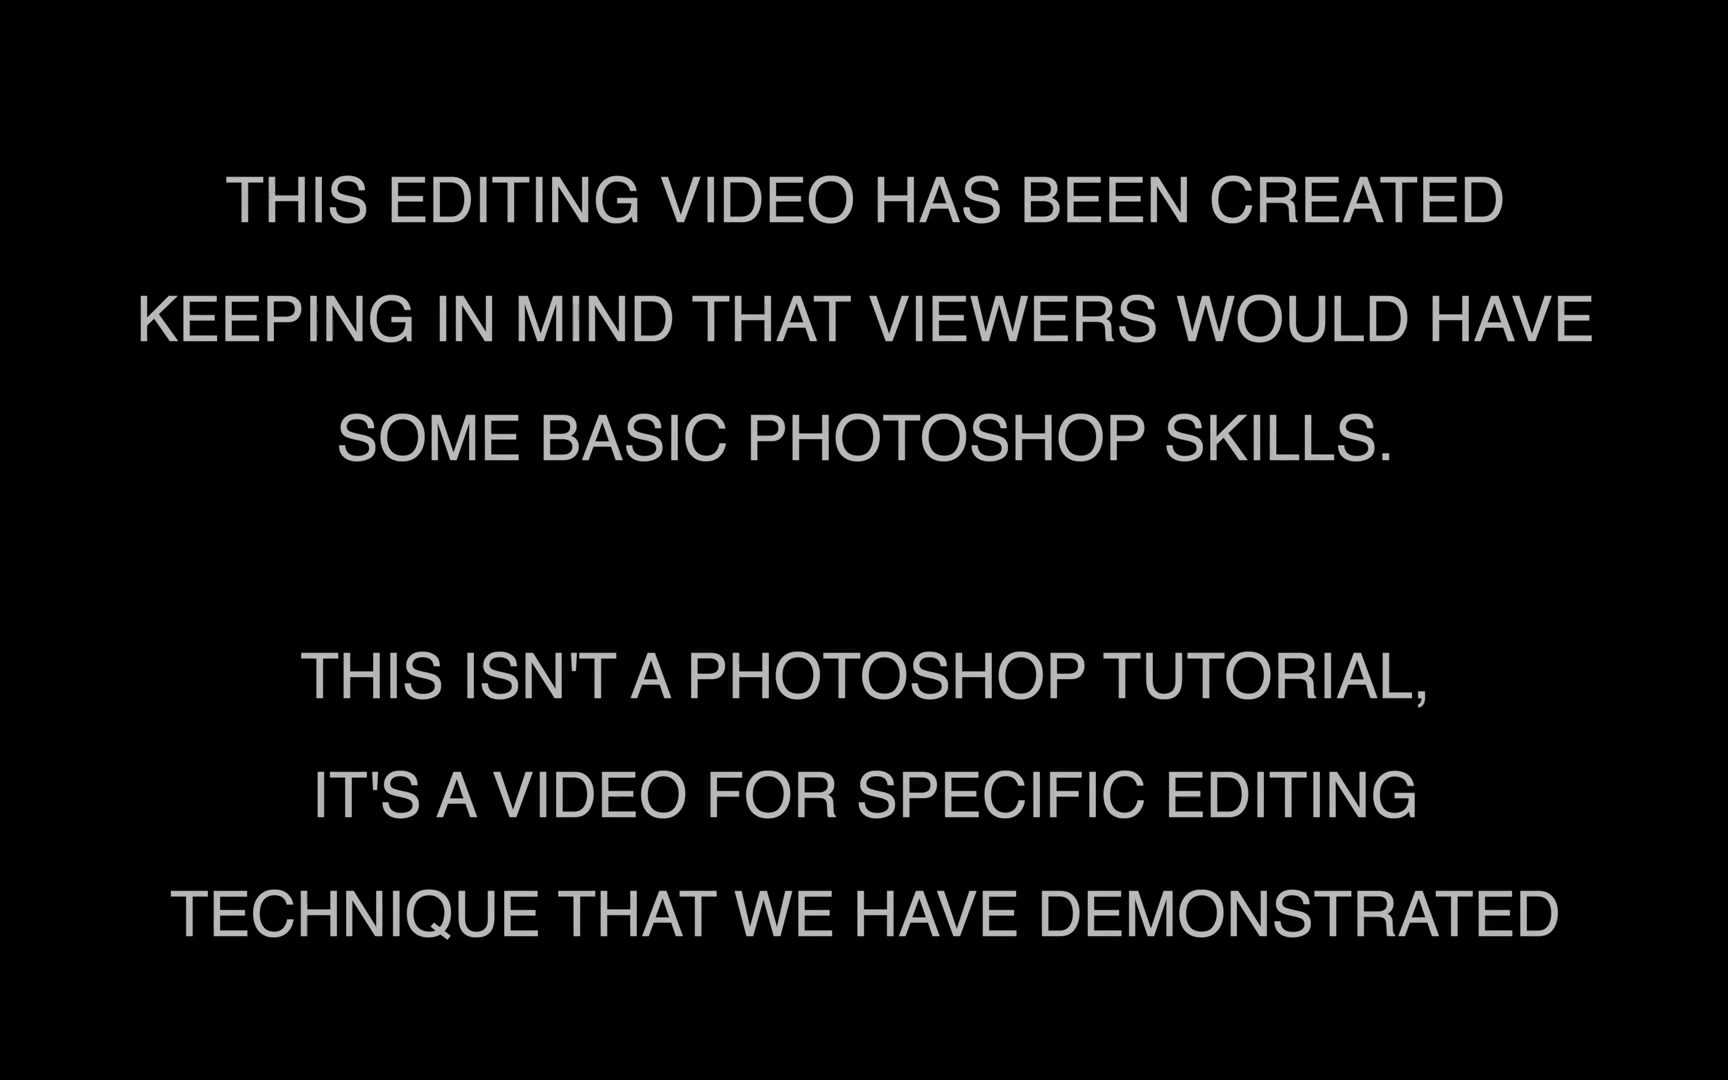 THIS EDITING VIDEO HAS BEEN CREATED
KEEPING IN MIND THAT VIEWERS WOULD HAVE
SOME BASIC PHOTOSHOP SKILLS.
THIS ISN'T A PHOTOSHOP TUTORIAL,
IT'S A VIDEO FOR SPECIFIC EDITING
TECHNIQUE THAT WE HAVE DEMONSTRATED